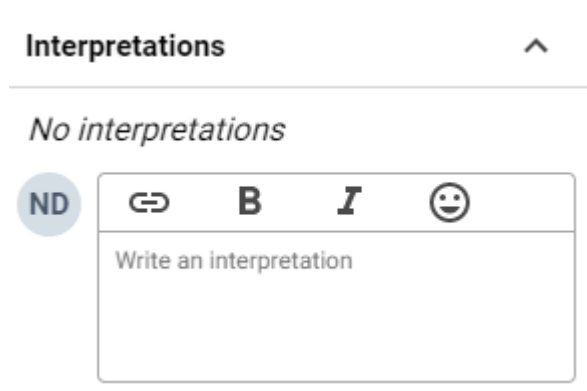 Interpretations
No interpretations
ND
B I
Write an interpretation